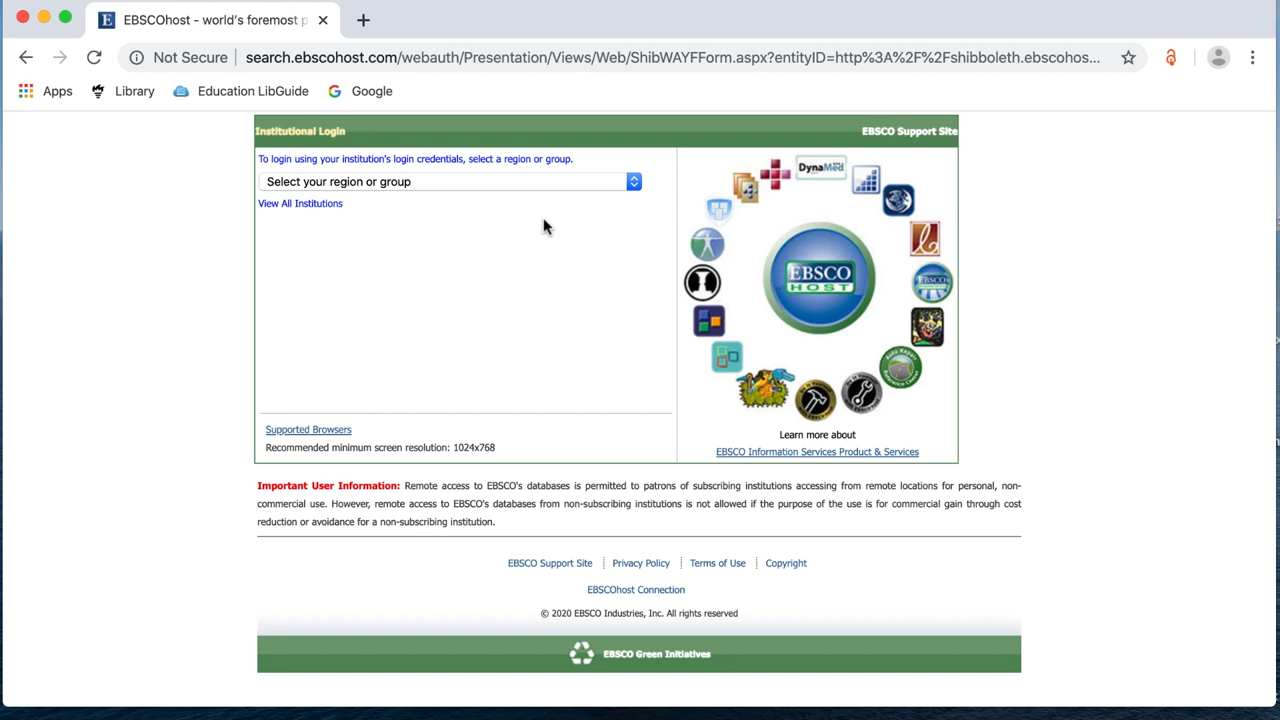 EBSCOhost - world's foremost p
Not Secure
search.ebscohost.com/webauth/Presentation/Views/Web/ShibWAYFForm.aspx?entityID=http%3A%2F%2Fshibboleth.ebscohos...
Apps
Library
Education LibGuide
Google
Institutional Login
EBSCO Support Site
To login using your institution's login credentials, select a region or group.
Select your region or group
View All Institutions
DynaMed
EBSCO
HOST
Auto Repair
Reference Center
Supported Browsers
Recommended minimum screen resolution: 1024x768
Learn more about
EBSCO Information Services Product & Services
Important User Information: Remote access to EBSCO's databases is permitted to patrons of subscribing institutions accessing from remote locations for personal, non-
commercial use. However, remote access to EBSCO's databases from non-subscribing institutions is not allowed if the purpose of the use is for commercial gain through cost
reduction or avoidance for a non-subscribing institution.
EBSCO Support Site
Privacy Policy
Terms of Use
Copyright
EBSCOhost Connection
© 2020 EBSCO Industries, Inc. All rights reserved
EBSCO Green Initiatives